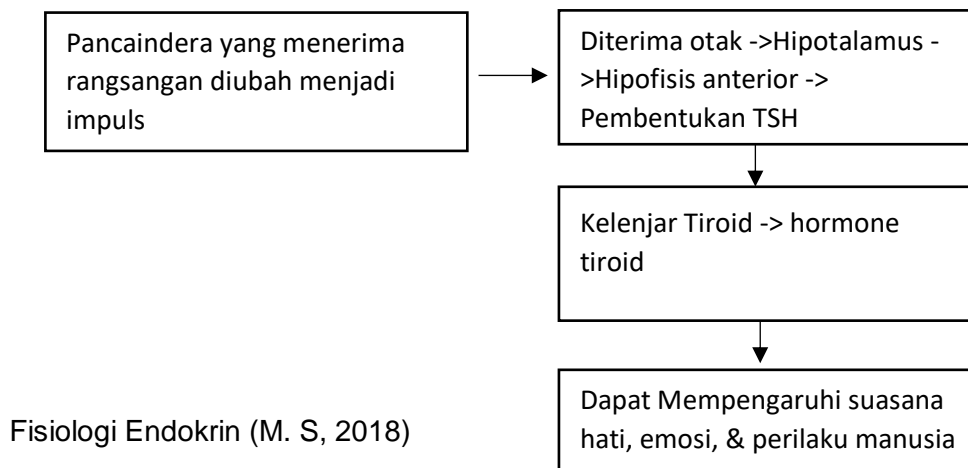 Pancaindera yang menerima
rangsangan diubah menjadi
impuls
Diterima otak ->Hipotalamus -
>Hipofisis anterior ->
Pembentukan TSH
Kelenjar Tiroid -> hormone
tiroid
Dapat Mempengaruhi suasana
hati, emosi, & perilaku manusia
Fisiologi Endokrin (M. S, 2018)